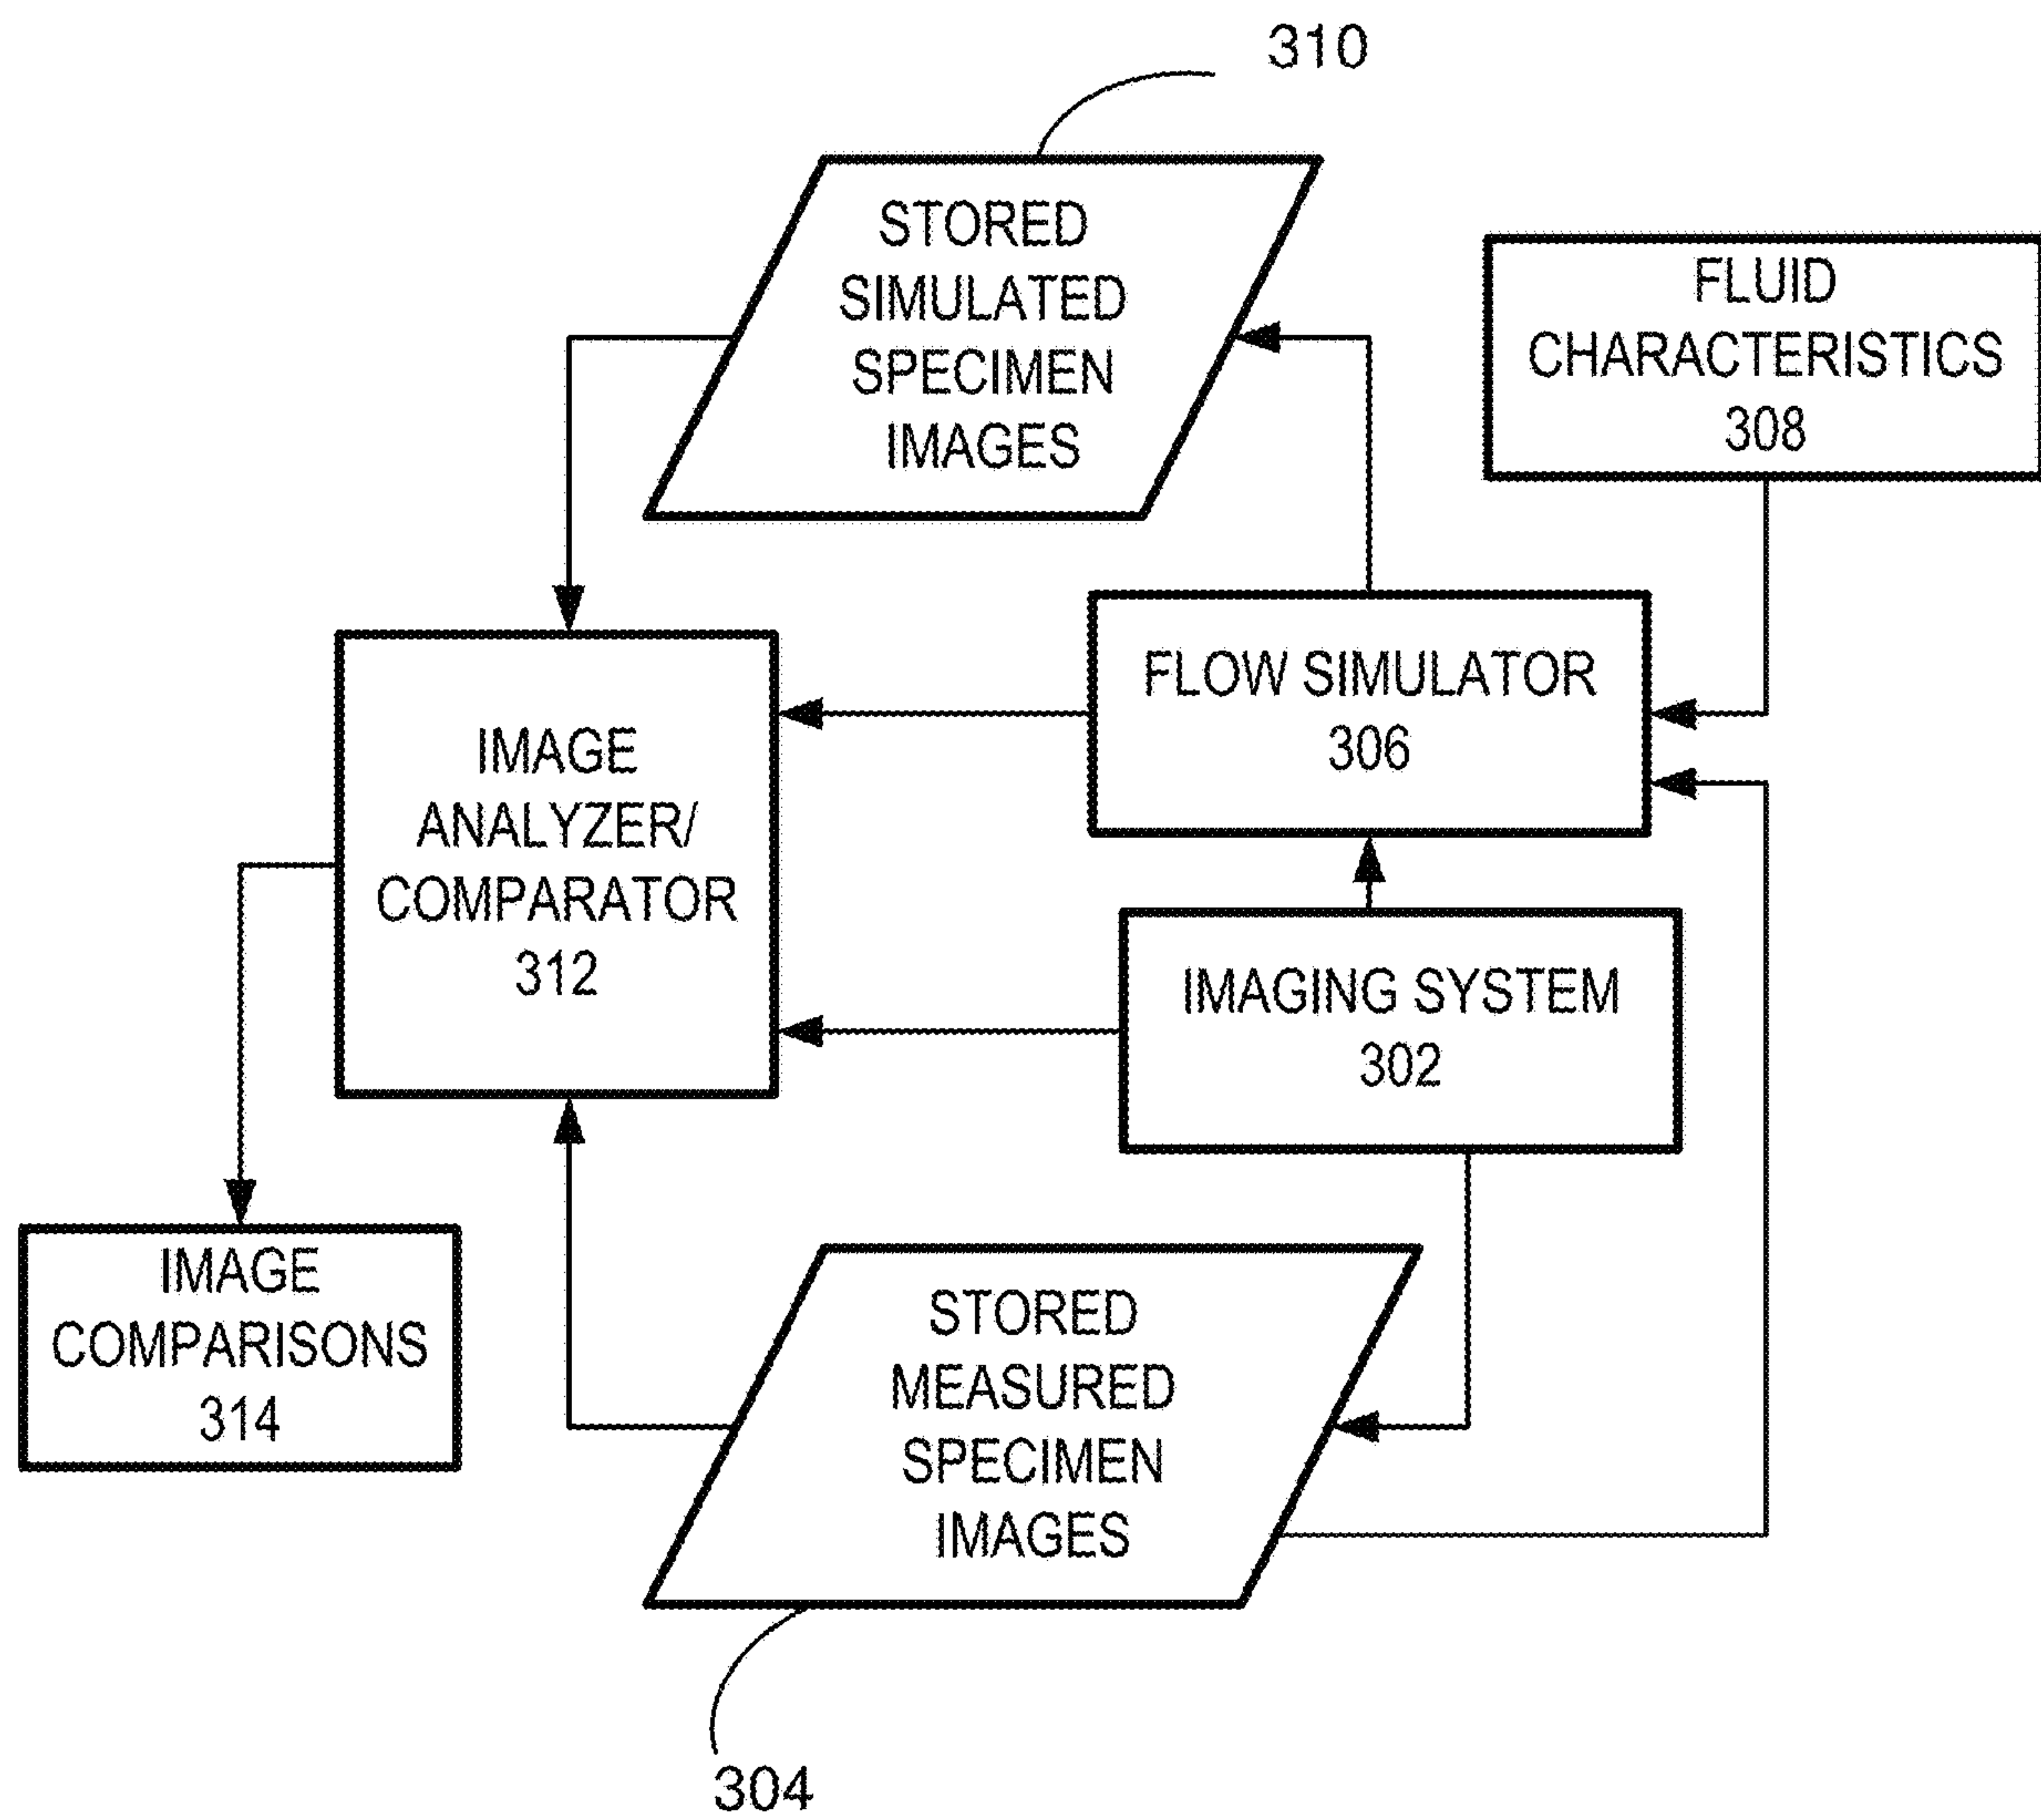 310
STORED
SIMULATED
SPECIMEN
IMAGES
FLUID
CHARACTERISTICS
308
FLOW SIMULATOR
306
IMAGE
ANALYZER/
COMPARATOR
312
IMAGING SYSTEM
302
IMAGE
COMPARISONS
314
STORED
MEASURED
SPECIMEN
IMAGES
304